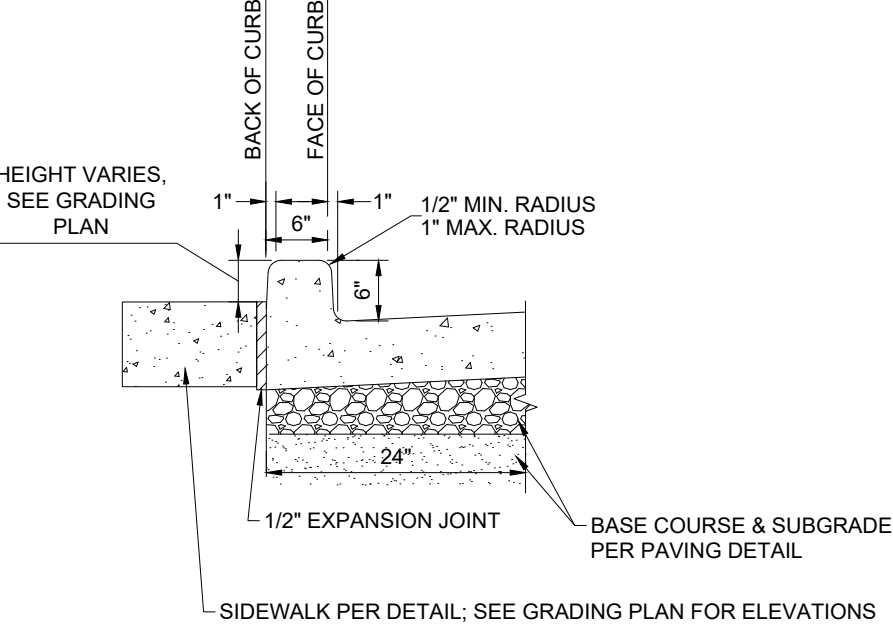 BACK OF CURB
FACE OF CURB
HEIGHT VARIES,
SEE GRADING
PLAN
1"
1"
6"
1/2" MIN. RADIUS
1" MAX. RADIUS
6"
24"
1/2" EXPANSION JOINT
BASE COURSE & SUBGRADE
PER PAVING DETAIL
SIDEWALK PER DETAIL; SEE GRADING PLAN FOR ELEVATIONS